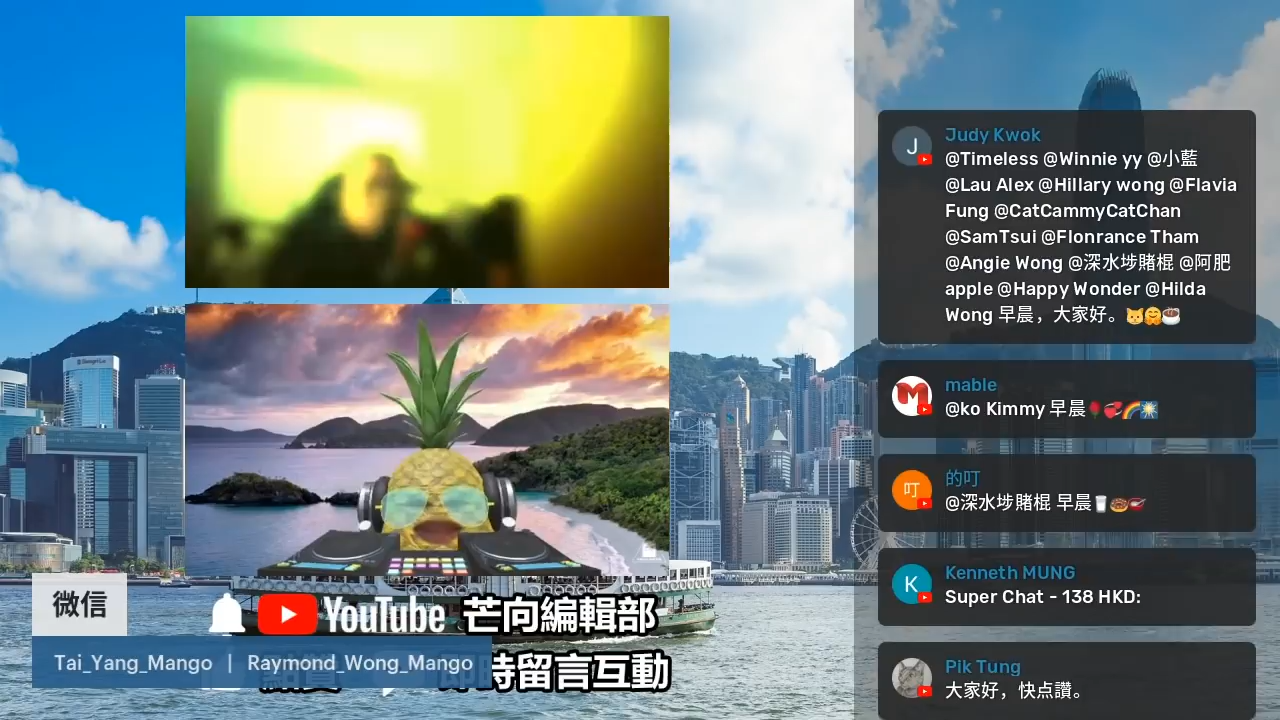 Judy Kwok
@Timeless @Winnie yy @小藍
@Lau Alex @Hillary wong @Flavia
Fung @CatCammyCatChan
@SamTsui @Flonrance Tham
@Angie Wong @深水埗賭棍 @阿肥
apple @Happy Wonder @Hilda
Wong 早晨，大家好。😺🤗☕
mable
@ko Kimmy 早晨🌹💞🌈🎇
的叮
@深水埗賭棍 早晨🥛🍩💋
Kenneth MUNG
Super Chat - 138 HKD:
Pik Tung
大家好，快点讚。
微信
YouTube 芒向編輯部
Tai_Yang_Mango | Raymond_Wong_Mango
即時留言互動